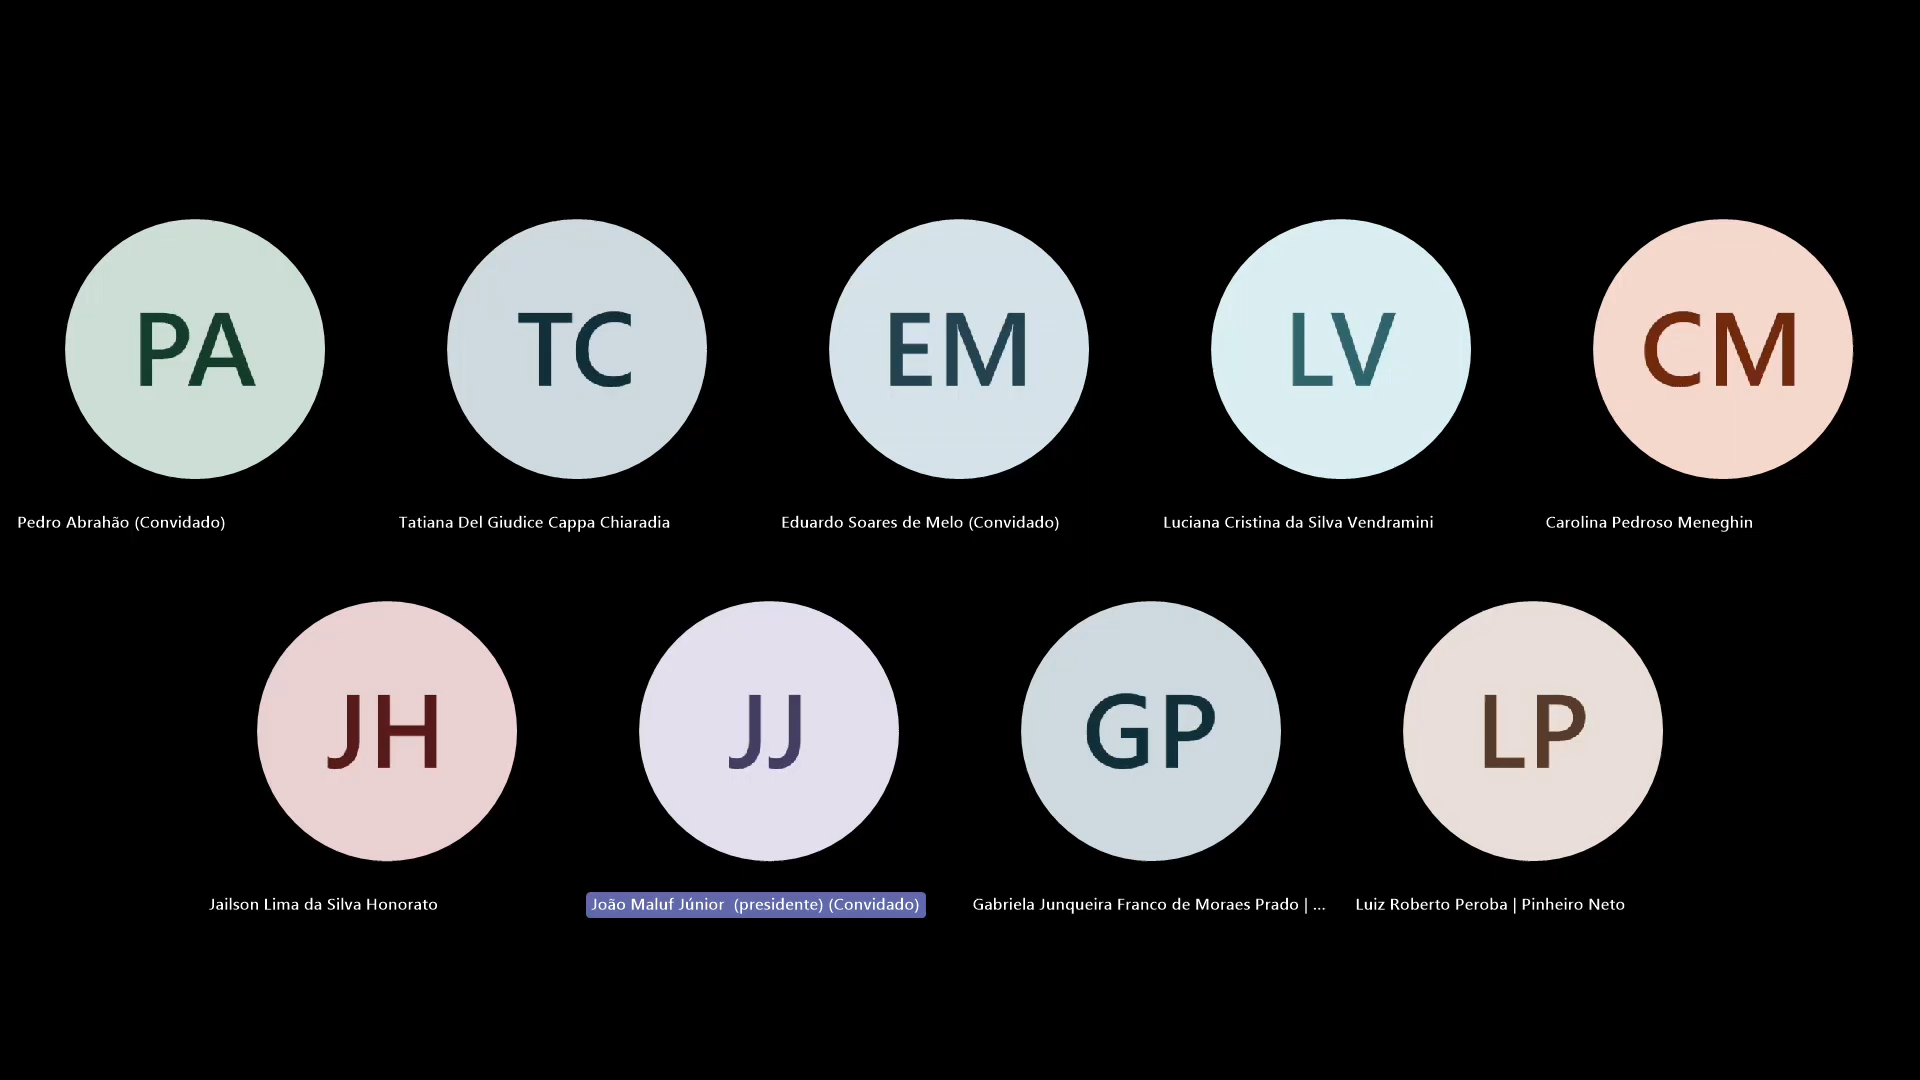 PA
TC
EM
LV
CM
Pedro Abrahão (Convidado)
Tatiana Del Giudice Cappa Chiaradia
Eduardo Soares de Melo (Convidado)
Luciana Cristina da Silva Vendramini
Carolina Pedroso Meneghin
JH
JJ
GP
LP
Jailson Lima da Silva Honorato
João Maluf Júnior (presidente) (Convidado)
Gabriela Junqueira Franco de Moraes Prado | ...
Luiz Roberto Peroba | Pinheiro Neto